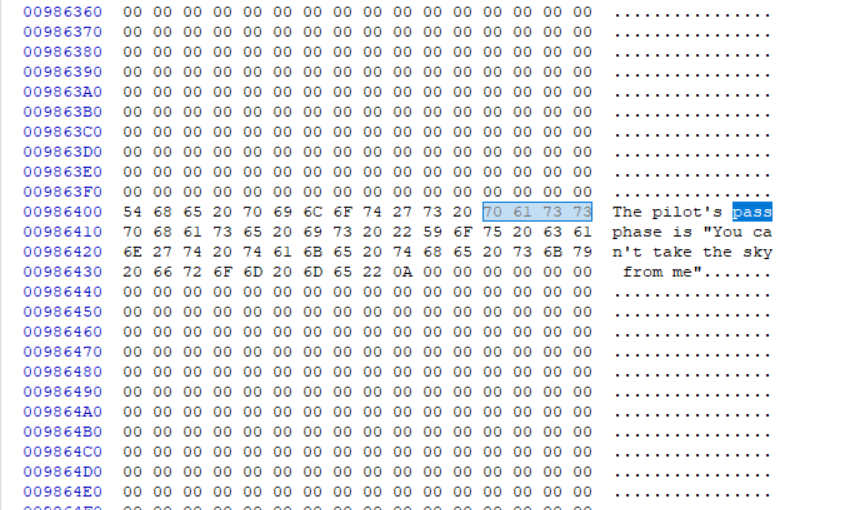 00986360 00 00 00 00 00 00 00 00 00 00 00 00 00 00 00 00 ................
00986370 00 00 00 00 00 00 00 00 00 00 00 00 00 00 00 00 ................
00986380 00 00 00 00 00 00 00 00 00 00 00 00 00 00 00 00 ................
00986390 00 00 00 00 00 00 00 00 00 00 00 00 00 00 00 00 ................
009863A0 00 00 00 00 00 00 00 00 00 00 00 00 00 00 00 00 ................
009863B0 00 00 00 00 00 00 00 00 00 00 00 00 00 00 00 00 ................
009863C0 00 00 00 00 00 00 00 00 00 00 00 00 00 00 00 00 ................
009863D0 00 00 00 00 00 00 00 00 00 00 00 00 00 00 00 00 ................
009863E0 00 00 00 00 00 00 00 00 00 00 00 00 00 00 00 00 ................
009863F0 00 00 00 00 00 00 00 00 00 00 00 00 00 00 00 00 ................
00986400 54 68 65 20 70 69 6C 6F 74 27 73 20 70 61 73 73 The pilot's pass
00986410 70 68 61 73 65 20 69 73 20 22 59 6F 75 20 63 61 phase is "You ca
00986420 6E 27 74 20 74 61 6B 65 20 74 68 65 20 73 6B 79 n't take the sky
00986430 20 66 72 6F 6D 20 6D 65 22 0A 00 00 00 00 00 00 from me".......
00986440 00 00 00 00 00 00 00 00 00 00 00 00 00 00 00 00 ................
00986450 00 00 00 00 00 00 00 00 00 00 00 00 00 00 00 00 ................
00986460 00 00 00 00 00 00 00 00 00 00 00 00 00 00 00 00 ................
00986470 00 00 00 00 00 00 00 00 00 00 00 00 00 00 00 00 ................
00986480 00 00 00 00 00 00 00 00 00 00 00 00 00 00 00 00 ................
00986490 00 00 00 00 00 00 00 00 00 00 00 00 00 00 00 00 ................
009864A0 00 00 00 00 00 00 00 00 00 00 00 00 00 00 00 00 ................
009864B0 00 00 00 00 00 00 00 00 00 00 00 00 00 00 00 00 ................
009864C0 00 00 00 00 00 00 00 00 00 00 00 00 00 00 00 00 ................
009864D0 00 00 00 00 00 00 00 00 00 00 00 00 00 00 00 00 ................
009864E0 00 00 00 00 00 00 00 00 00 00 00 00 00 00 00 00 ................